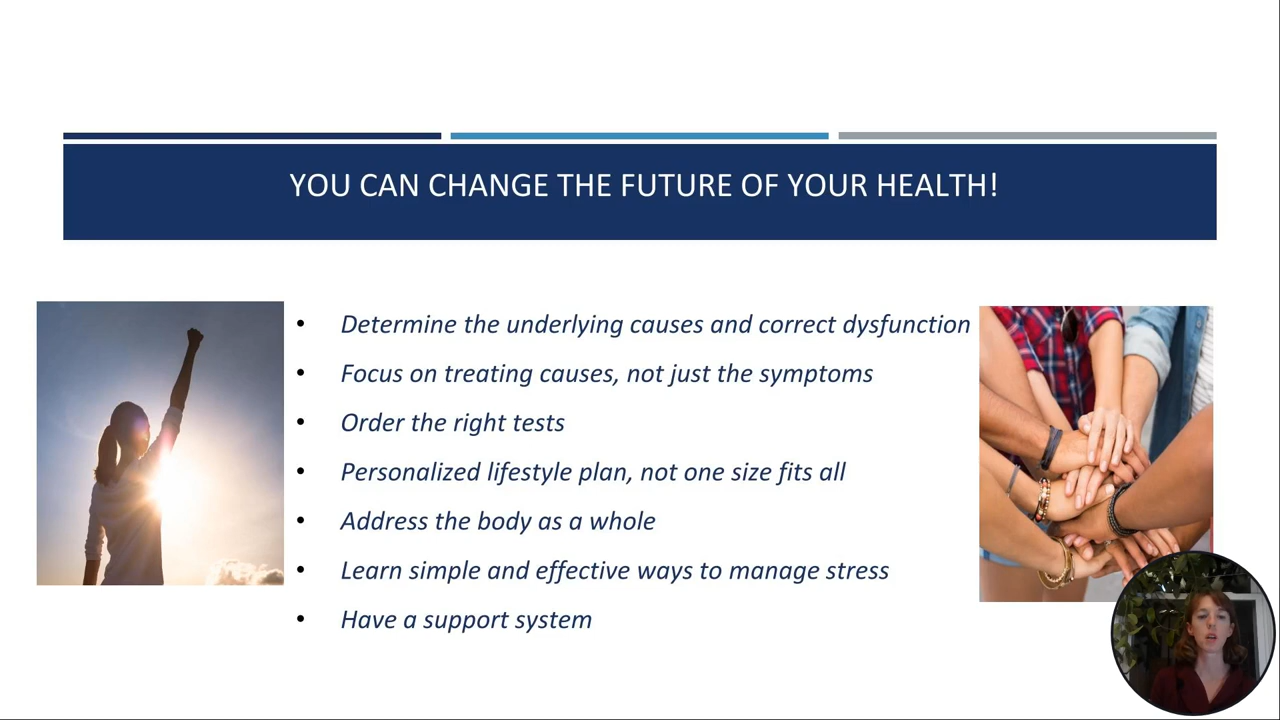 YOU CAN CHANGE THE FUTURE OF YOUR HEALTH!
• Determine the underlying causes and correct dysfunction
• Focus on treating causes, not just the symptoms
• Order the right tests
• Personalized lifestyle plan, not one size fits all
• Address the body as a whole
• Learn simple and effective ways to manage stress
• Have a support system